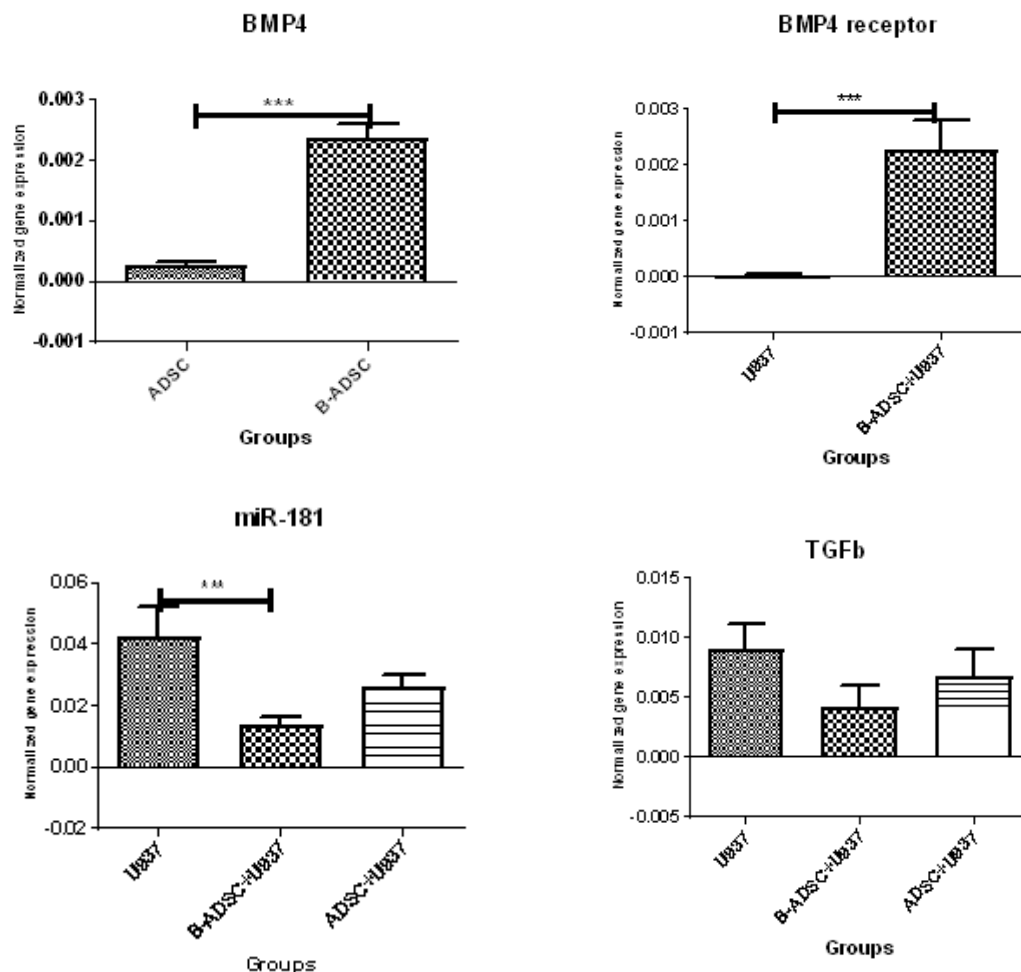 BMP4
Normalized gene expression
0.003
0.002
0.001
0.000
-0.001
***
ADSC
B-ADSC
Groups
BMP4 receptor
Normalized gene expression
0.003
0.002
0.001
0.000
-0.001
***
U937
B-ADSC+U937
Groups
miR-181
Normalized gene expression
0.06
0.04
0.02
0.00
-0.02
***
U937
B-ADSC+U937
ADSC+U937
Groups
TGFb
Normalized gene expression
0.015
0.010
0.005
0.000
-0.005
U937
B-ADSC+U937
ADSC+U937
Groups